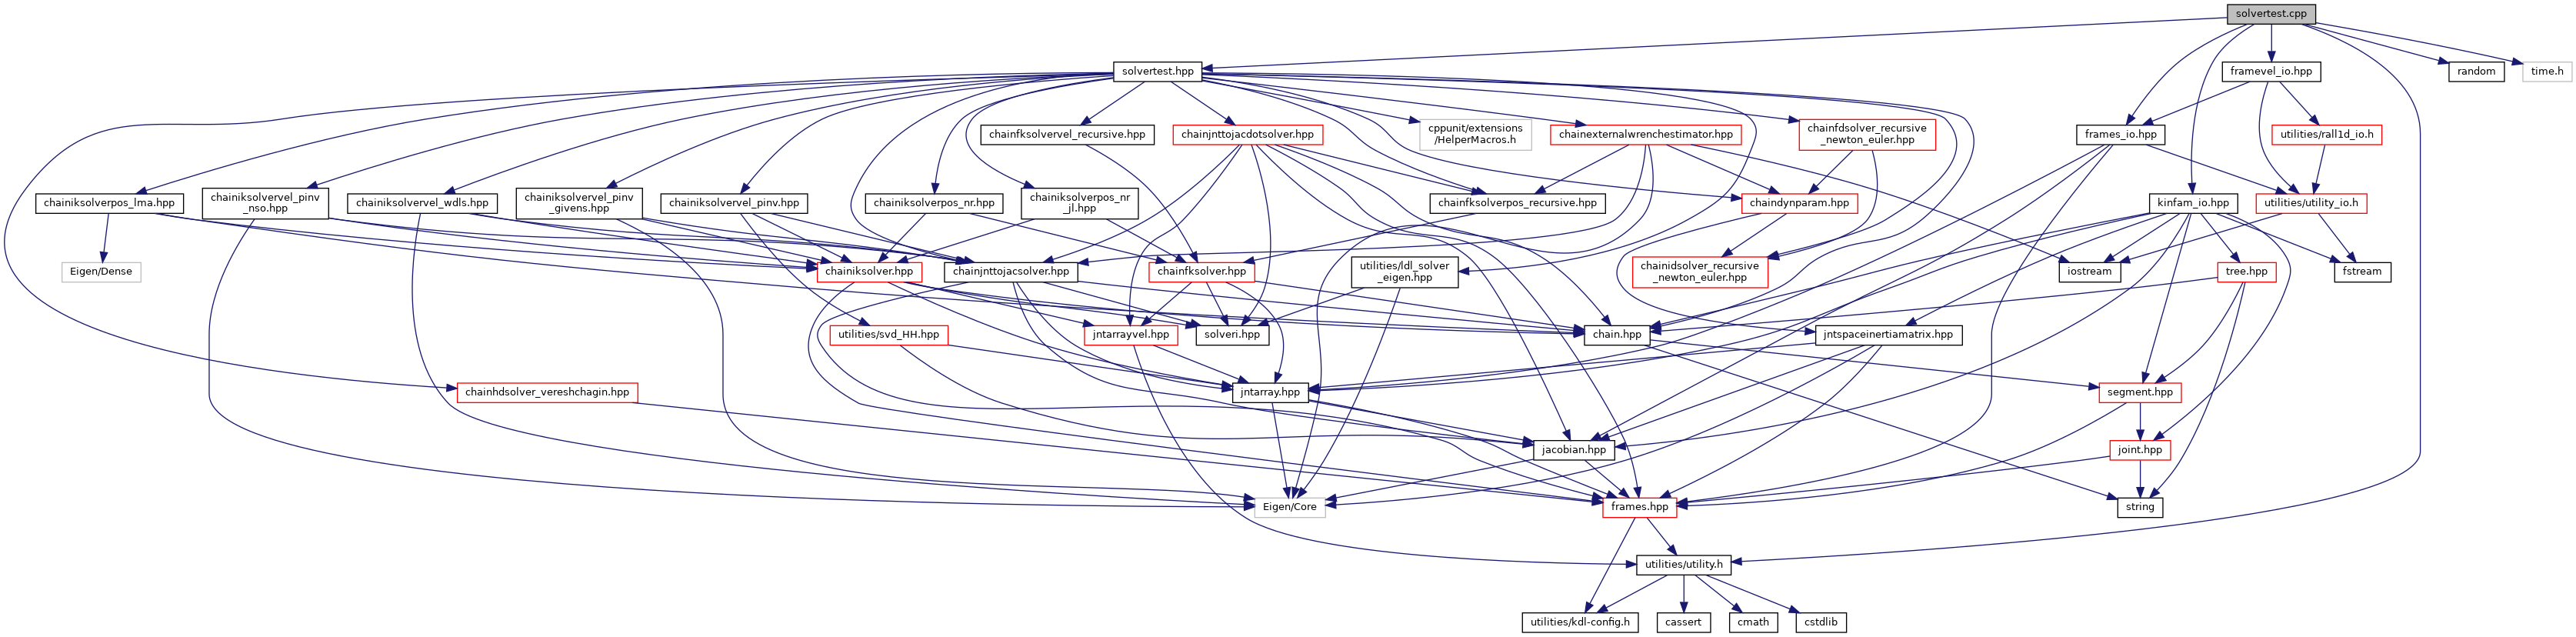 solvertest.cpp
solvertest.hpp
framevel_io.hpp
random
time.h
chainfksolvervel_recursive.hpp
chainjnttojacdotsolver.hpp
cppunit/extensions
/HelperMacros.h
chainexternalwrenchestimator.hpp
chainfdsolver_recursive
_newton_euler.hpp
frames_io.hpp
utilities/rall1d_io.h
chainiksolverpos_lma.hpp
chainiksolvervel_pinv
_nso.hpp
chainiksolvervel_wdls.hpp
chainiksolvervel_pinv
_givens.hpp
chainiksolvervel_pinv.hpp
chainiksolverpos_nr.hpp
chainiksolverpos_nr
_jl.hpp
chainfksolverpos_recursive.hpp
chaindynparam.hpp
kinfam_io.hpp
utilities/utility_io.h
Eigen/Dense
chainiksolver.hpp
chainjnttojacsolver.hpp
chainfksolver.hpp
utilities/ldl_solver
_eigen.hpp
chainidsolver_recursive
_newton_euler.hpp
iostream
tree.hpp
fstream
utilities/svd_HH.hpp
jntarrayvel.hpp
solveri.hpp
chain.hpp
jntspaceinertiamatrix.hpp
chainhdsolver_vereshchagin.hpp
jntarray.hpp
segment.hpp
jacobian.hpp
joint.hpp
Eigen/Core
frames.hpp
string
utilities/utility.h
utilities/kdl-config.h
cassert
cmath
cstdlib